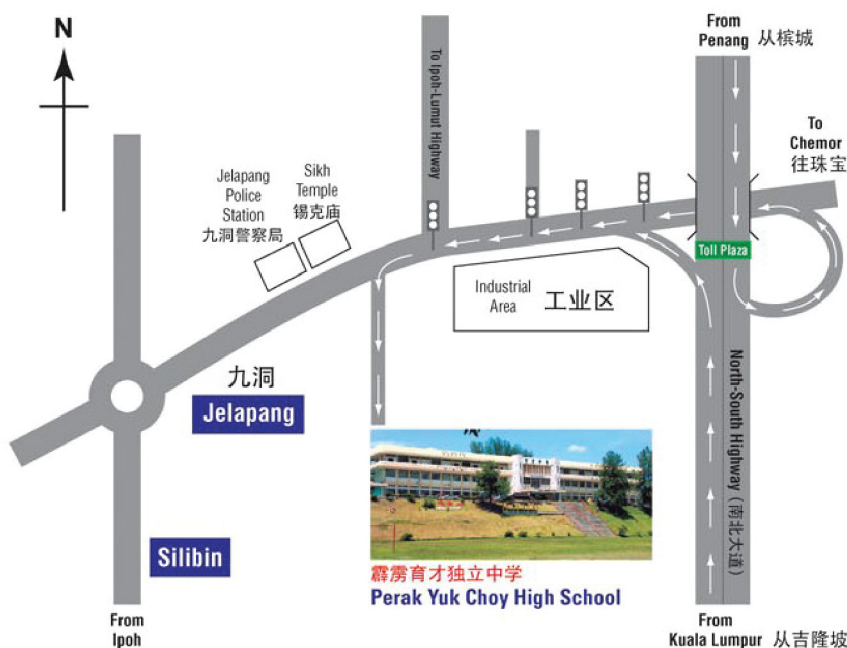 N
From
Penang 从槟城
To
Chemor
往珠宝
To Ipoh-Lumut Highway
Jelapang
Police
Station
九洞警察局
Sikh
Temple
锡克庙
Toll Plaza
Industrial
Area
工业区
九洞
Jelapang
North-South Highway (南北大道)
Silibin
霹雳育才独立中学
Perak Yuk Choy High School
From
Ipoh
From
Kuala Lumpur 从吉隆坡